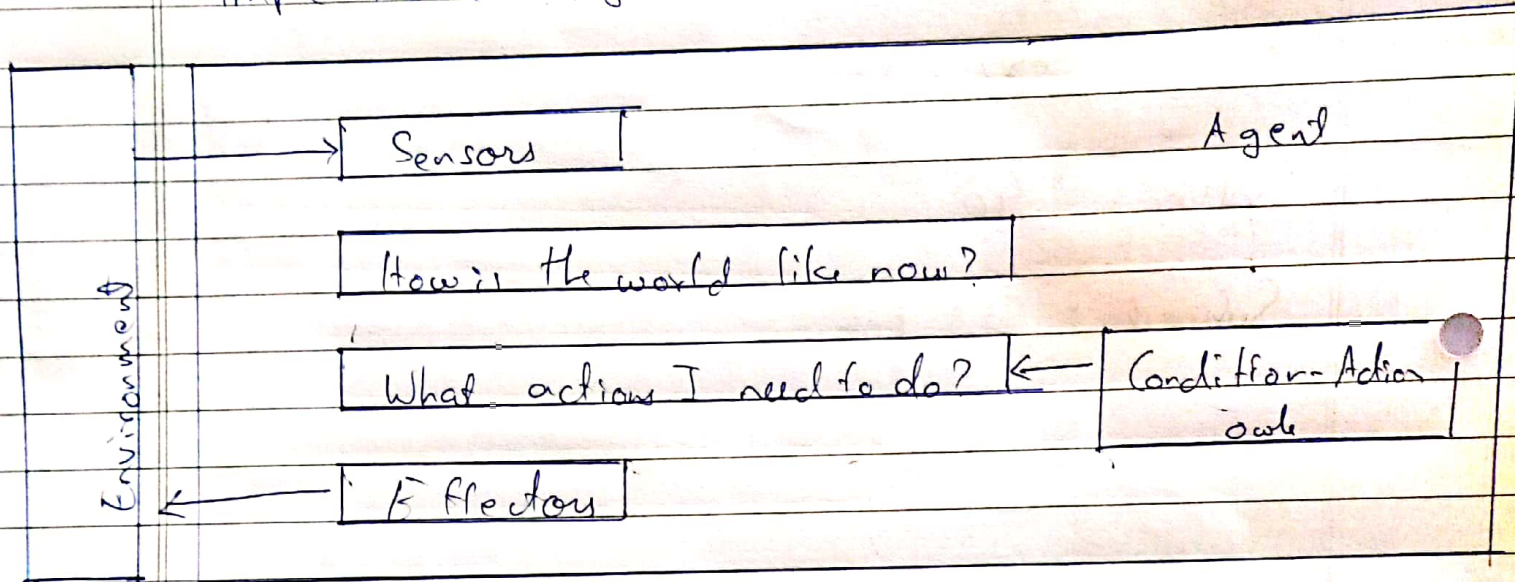 Sensors
Agent
How is the world like now?
What actions I need to do?
Condition-Action
rule
Effectors
Environment